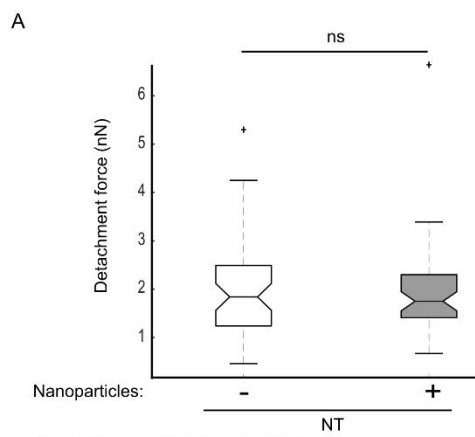 A
ns
Detachment force (nN)
6
5
4
3
2
1
Nanoparticles: - +
NT